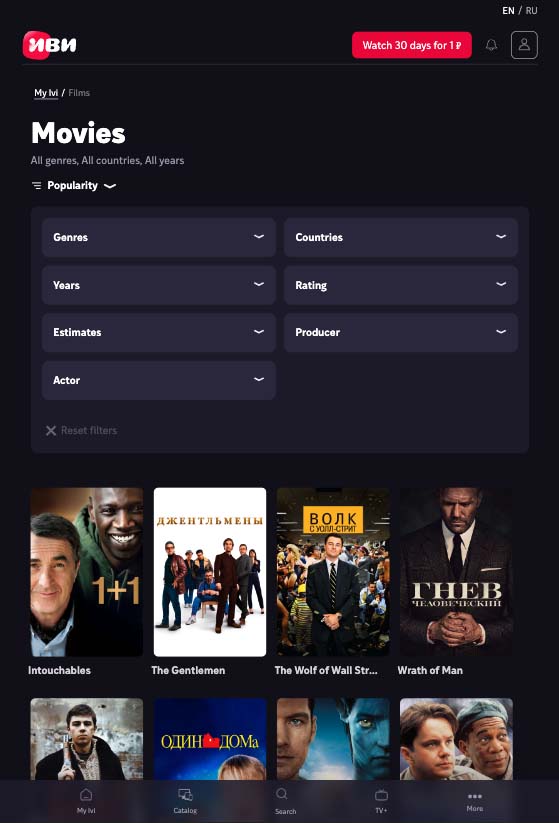 EN / RU
иви
Watch 30 days for 1 ₽
My Ivi / Films
Movies
All genres, All countries, All years
Popularity
Genres
Countries
Years
Rating
Estimates
Producer
Actor
Reset filters
1+1
ДЖЕНТЛЬМЕНЫ
ВОЛК
С УОЛЛ-СТРИТ
ГНЕВ
ЧЕЛОВЕЧЕСКИЙ
Intouchables
The Gentlemen
The Wolf of Wall Str...
Wrath of Man
ОДИН ДОМа
My Ivi
Catalog
Search
TV+
More